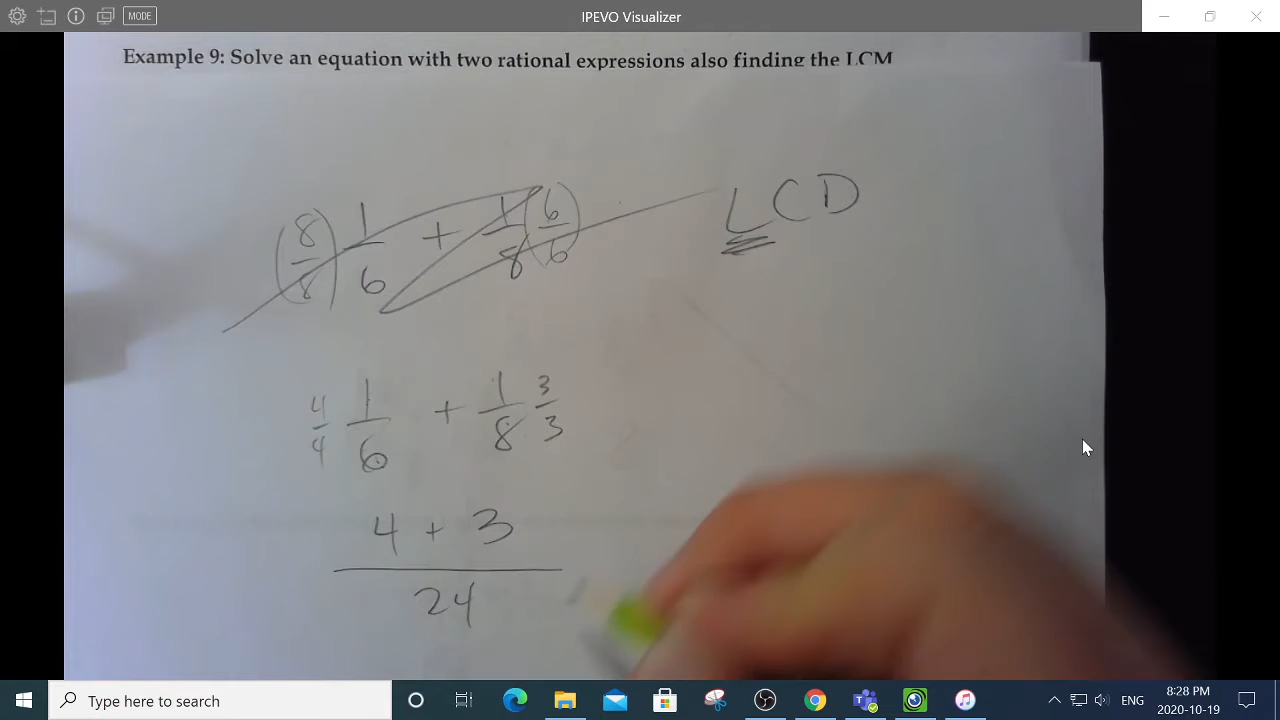 MODE
IPEVO Visualizer
Example 9: Solve an equation with two rational expressions also finding the LCM
(8/8) 1/6 + 1/8 (6/6)
LCD
4/4 1/6 + 1/8 3/3
4 + 3
24
Type here to search
ENG
8:28 PM
2020-10-19